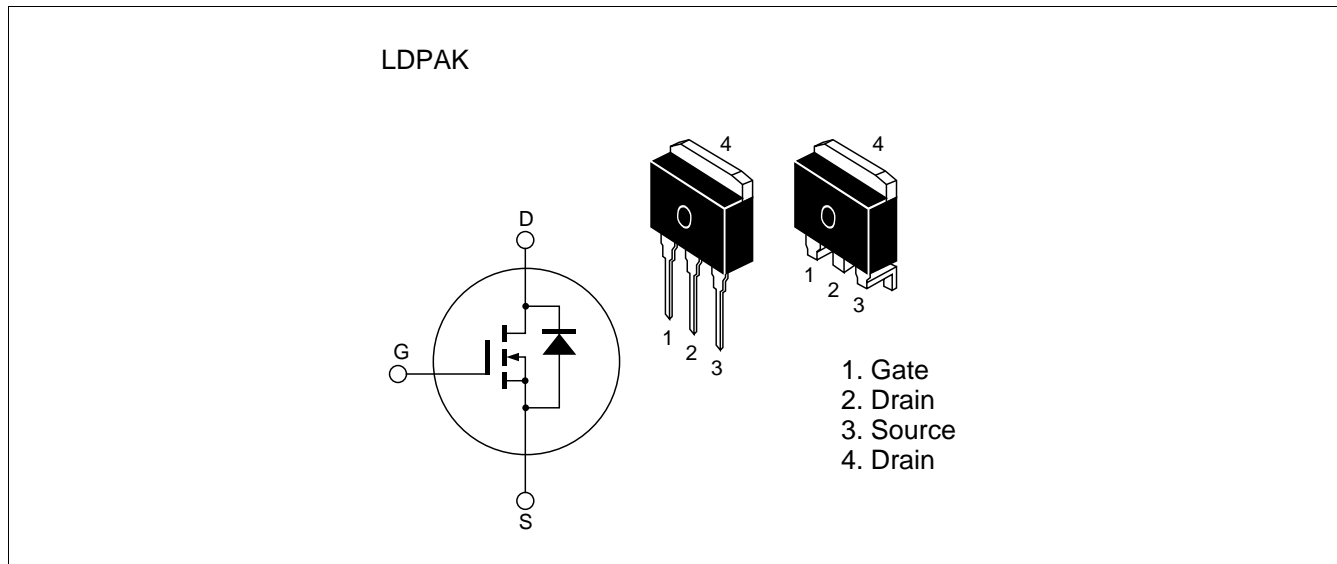 LDPAK
4
4
D
1
2
3
1
2
3
G
S
1. Gate
2. Drain
3. Source
4. Drain